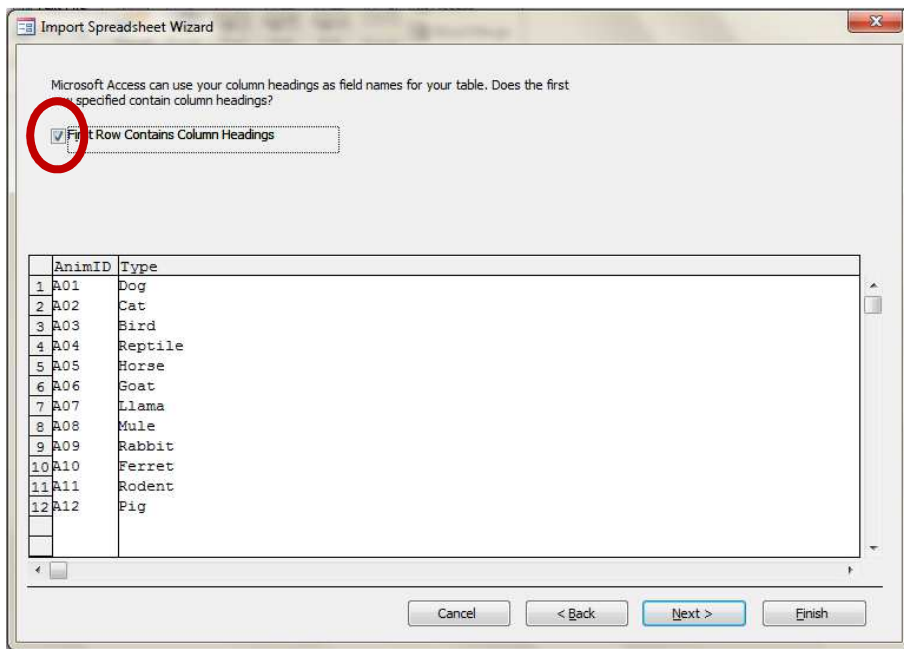 Import Spreadsheet Wizard
Microsoft Access can use your column headings as field names for your table. Does the first
specified contain column headings?
First Row Contains Column Headings
AnimID Type
1 A01 Dog
2 A02 Cat
3 A03 Bird
4 A04 Reptile
5 A05 Horse
6 A06 Goat
7 A07 Llama
8 A08 Mule
9 A09 Rabbit
10 A10 Ferret
11 A11 Rodent
12 A12 Pig
Cancel < Back Next > Finish